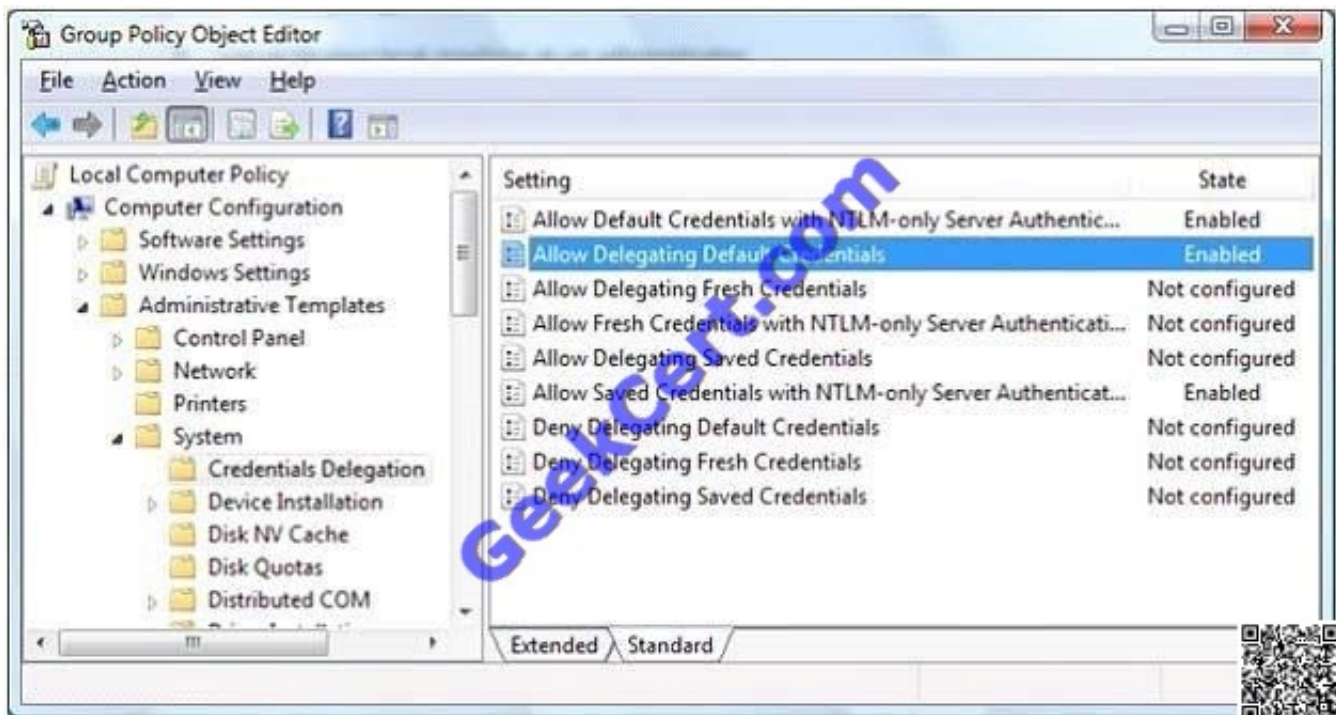 Group Policy Object Editor
File Action View Help
Local Computer Policy
Computer Configuration
Software Settings
Windows Settings
Administrative Templates
Control Panel
Network
Printers
System
Credentials Delegation
Device Installation
Disk NV Cache
Disk Quotas
Distributed COM
Setting State
Allow Default Credentials with NTLM-only Server Authentic... Enabled
Allow Delegating Default Credentials Enabled
Allow Delegating Fresh Credentials Not configured
Allow Fresh Credentials with NTLM-only Server Authenticati... Not configured
Allow Delegating Saved Credentials Not configured
Allow Saved Credentials with NTLM-only Server Authenticat... Enabled
Deny Delegating Default Credentials Not configured
Deny Delegating Fresh Credentials Not configured
Deny Delegating Saved Credentials Not configured
Extended Standard
GeekCert.com